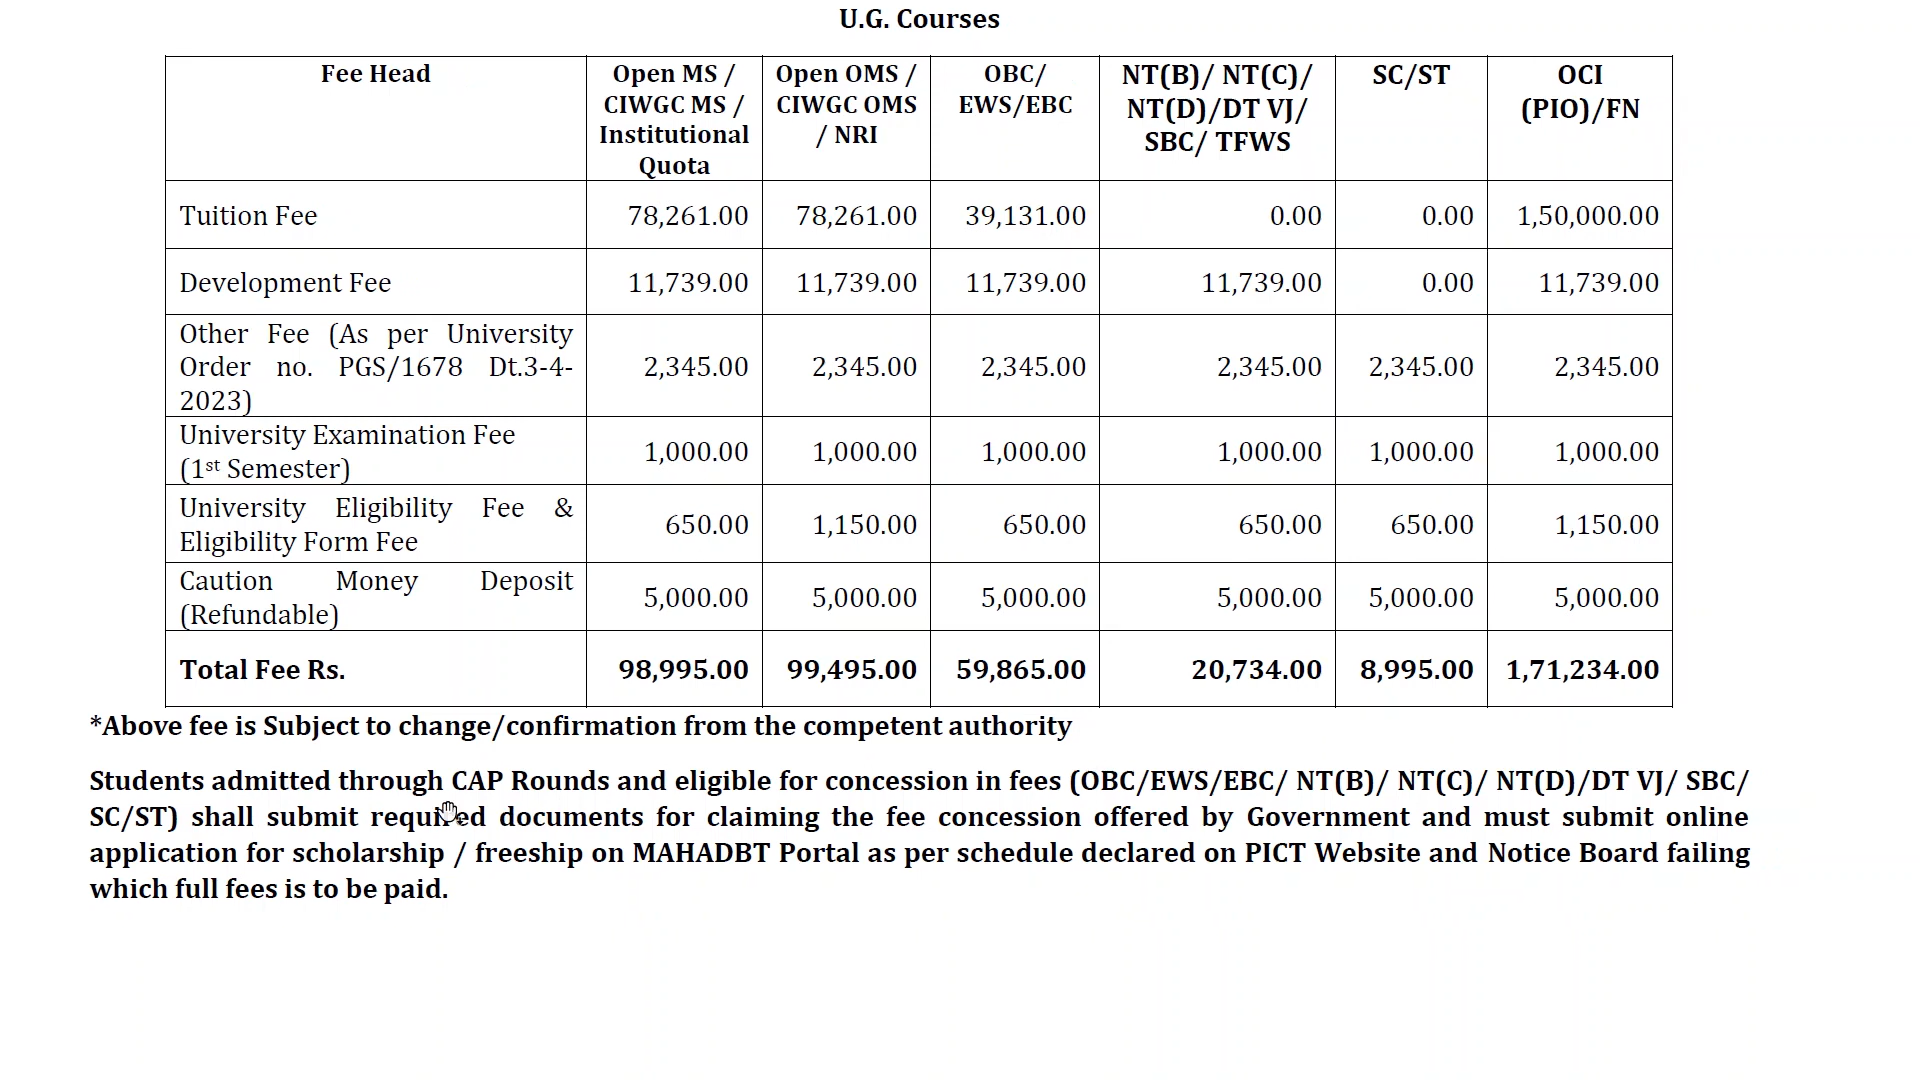 U.G. Courses
Fee Head | Open MS / CIWGC MS / Institutional Quota | Open OMS / CIWGC OMS / NRI | OBC/ EWS/EBC | NT(B)/ NT(C)/ NT(D)/DT VJ/ SBC/ TFWS | SC/ST | OCI (PIO)/FN
Tuition Fee | 78,261.00 | 78,261.00 | 39,131.00 | 0.00 | 0.00 | 1,50,000.00
Development Fee | 11,739.00 | 11,739.00 | 11,739.00 | 11,739.00 | 0.00 | 11,739.00
Other Fee (As per University Order no. PGS/1678 Dt.3-4-2023) | 2,345.00 | 2,345.00 | 2,345.00 | 2,345.00 | 2,345.00 | 2,345.00
University Examination Fee (1st Semester) | 1,000.00 | 1,000.00 | 1,000.00 | 1,000.00 | 1,000.00 | 1,000.00
University Eligibility Fee & Eligibility Form Fee | 650.00 | 1,150.00 | 650.00 | 650.00 | 650.00 | 1,150.00
Caution Money Deposit (Refundable) | 5,000.00 | 5,000.00 | 5,000.00 | 5,000.00 | 5,000.00 | 5,000.00
Total Fee Rs. | 98,995.00 | 99,495.00 | 59,865.00 | 20,734.00 | 8,995.00 | 1,71,234.00
*Above fee is Subject to change/confirmation from the competent authority
Students admitted through CAP Rounds and eligible for concession in fees (OBC/EWS/EBC/ NT(B)/ NT(C)/ NT(D)/DT VJ/ SBC/
SC/ST) shall submit required documents for claiming the fee concession offered by Government and must submit online
application for scholarship / freeship on MAHADBT Portal as per schedule declared on PICT Website and Notice Board failing
which full fees is to be paid.